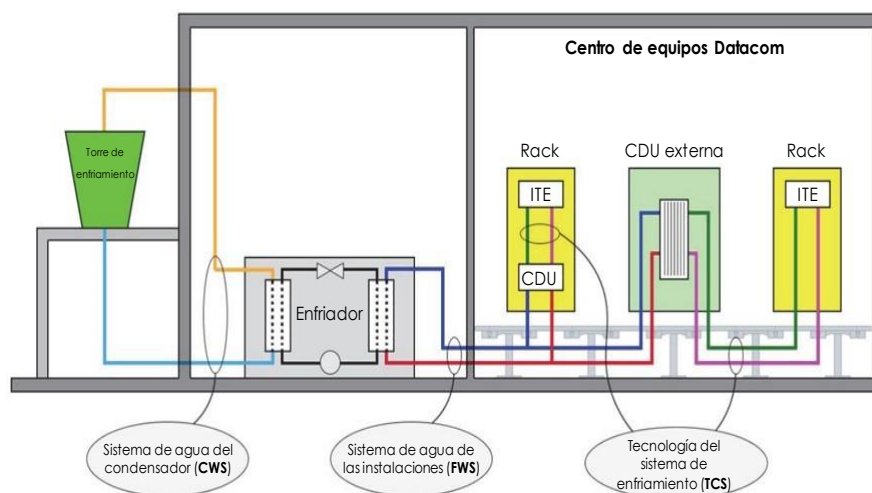 Centro de equipos Datacom
Torre de
enfriamiento
Rack
CDU externa
Rack
ITE
ITE
CDU
Enfriador
Sistema de agua del
condensador (CWS)
Sistema de agua de
las instalaciones (FWS)
Tecnología del
sistema de
enfriamiento (TCS)